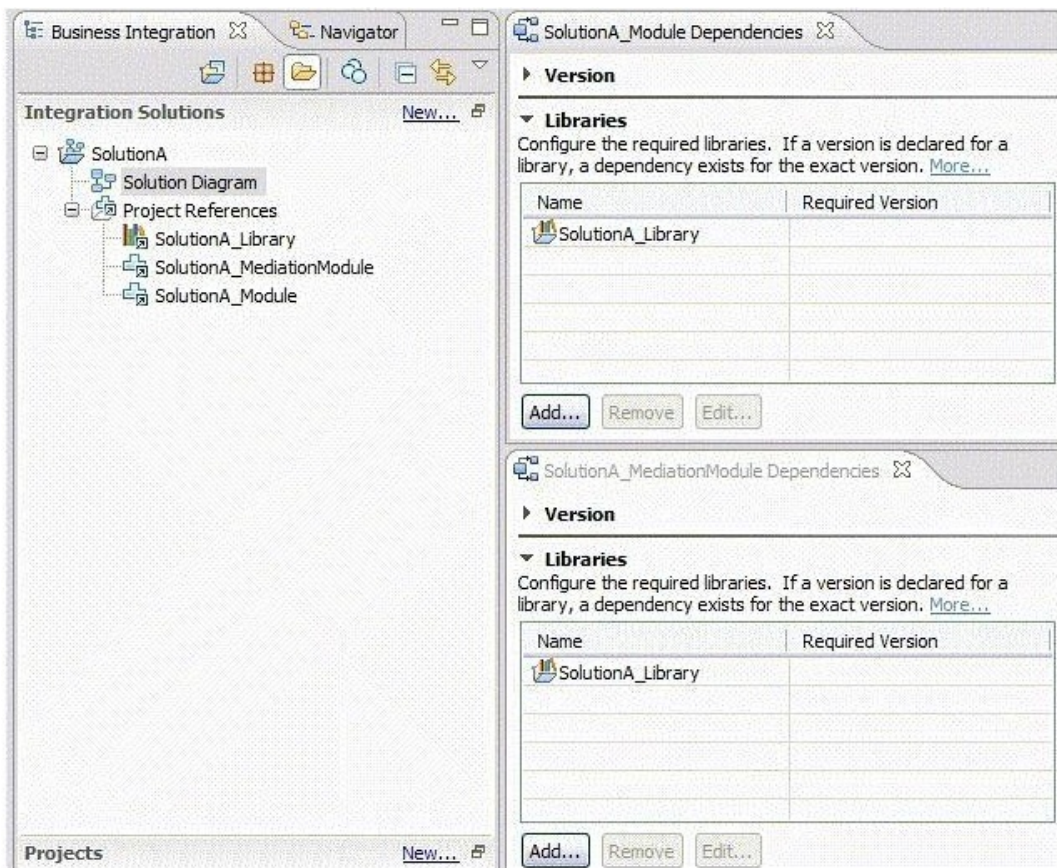 Business Integration
Navigator
Integration Solutions
New...
SolutionA
Solution Diagram
Project References
SolutionA_Library
SolutionA_MediationModule
SolutionA_Module
Projects
New...
SolutionA_Module Dependencies
Version
Libraries
Configure the required libraries. If a version is declared for a
library, a dependency exists for the exact version. More...
Name Required Version
SolutionA_Library
Add... Remove Edit...
SolutionA_MediationModule Dependencies
Version
Libraries
Configure the required libraries. If a version is declared for a
library, a dependency exists for the exact version. More...
Name Required Version
SolutionA_Library
Add... Remove Edit...